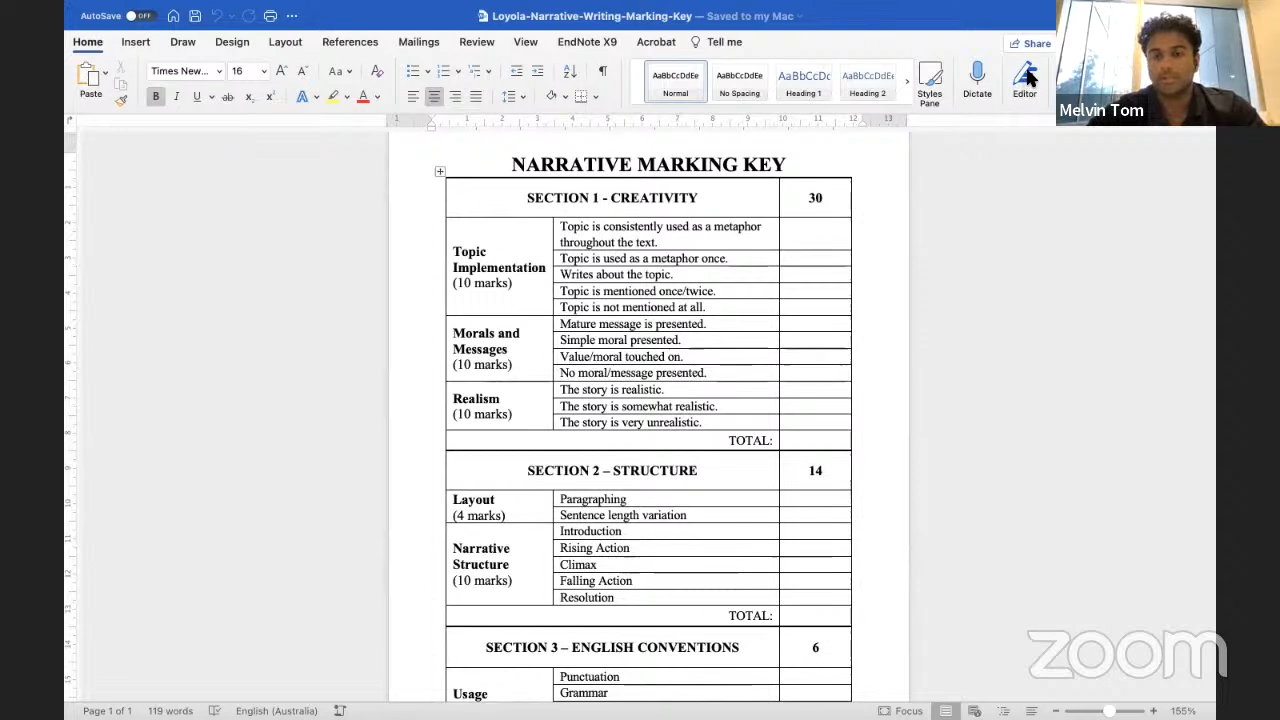 AutoSave OFF
Loyola-Narrative-Writing-Marking-Key — Saved to my Mac
Home Insert Draw Design Layout References Mailings Review View EndNote X9 Acrobat Tell me
Share
Paste
Times New... 16
AaBbCcDdEe
Normal
AaBbCcDdEe
No Spacing
AaBbCcDc
Heading 1
AaBbCcDdEe
Heading 2
Styles
Pane
Dictate
Editor
Melvin Tom
NARRATIVE MARKING KEY
SECTION 1 - CREATIVITY 30
Topic
Implementation
(10 marks)
Topic is consistently used as a metaphor
throughout the text.
Topic is used as a metaphor once.
Writes about the topic.
Topic is mentioned once/twice.
Topic is not mentioned at all.
Morals and
Messages
(10 marks)
Mature message is presented.
Simple moral presented.
Value/moral touched on.
No moral/message presented.
Realism
(10 marks)
The story is realistic.
The story is somewhat realistic.
The story is very unrealistic.
TOTAL:
SECTION 2 – STRUCTURE 14
Layout
(4 marks)
Paragraphing
Sentence length variation
Narrative
Structure
(10 marks)
Introduction
Rising Action
Climax
Falling Action
Resolution
TOTAL:
SECTION 3 – ENGLISH CONVENTIONS 6
Usage
Punctuation
Grammar
zoom
Page 1 of 1 119 words English (Australia) Focus 155%